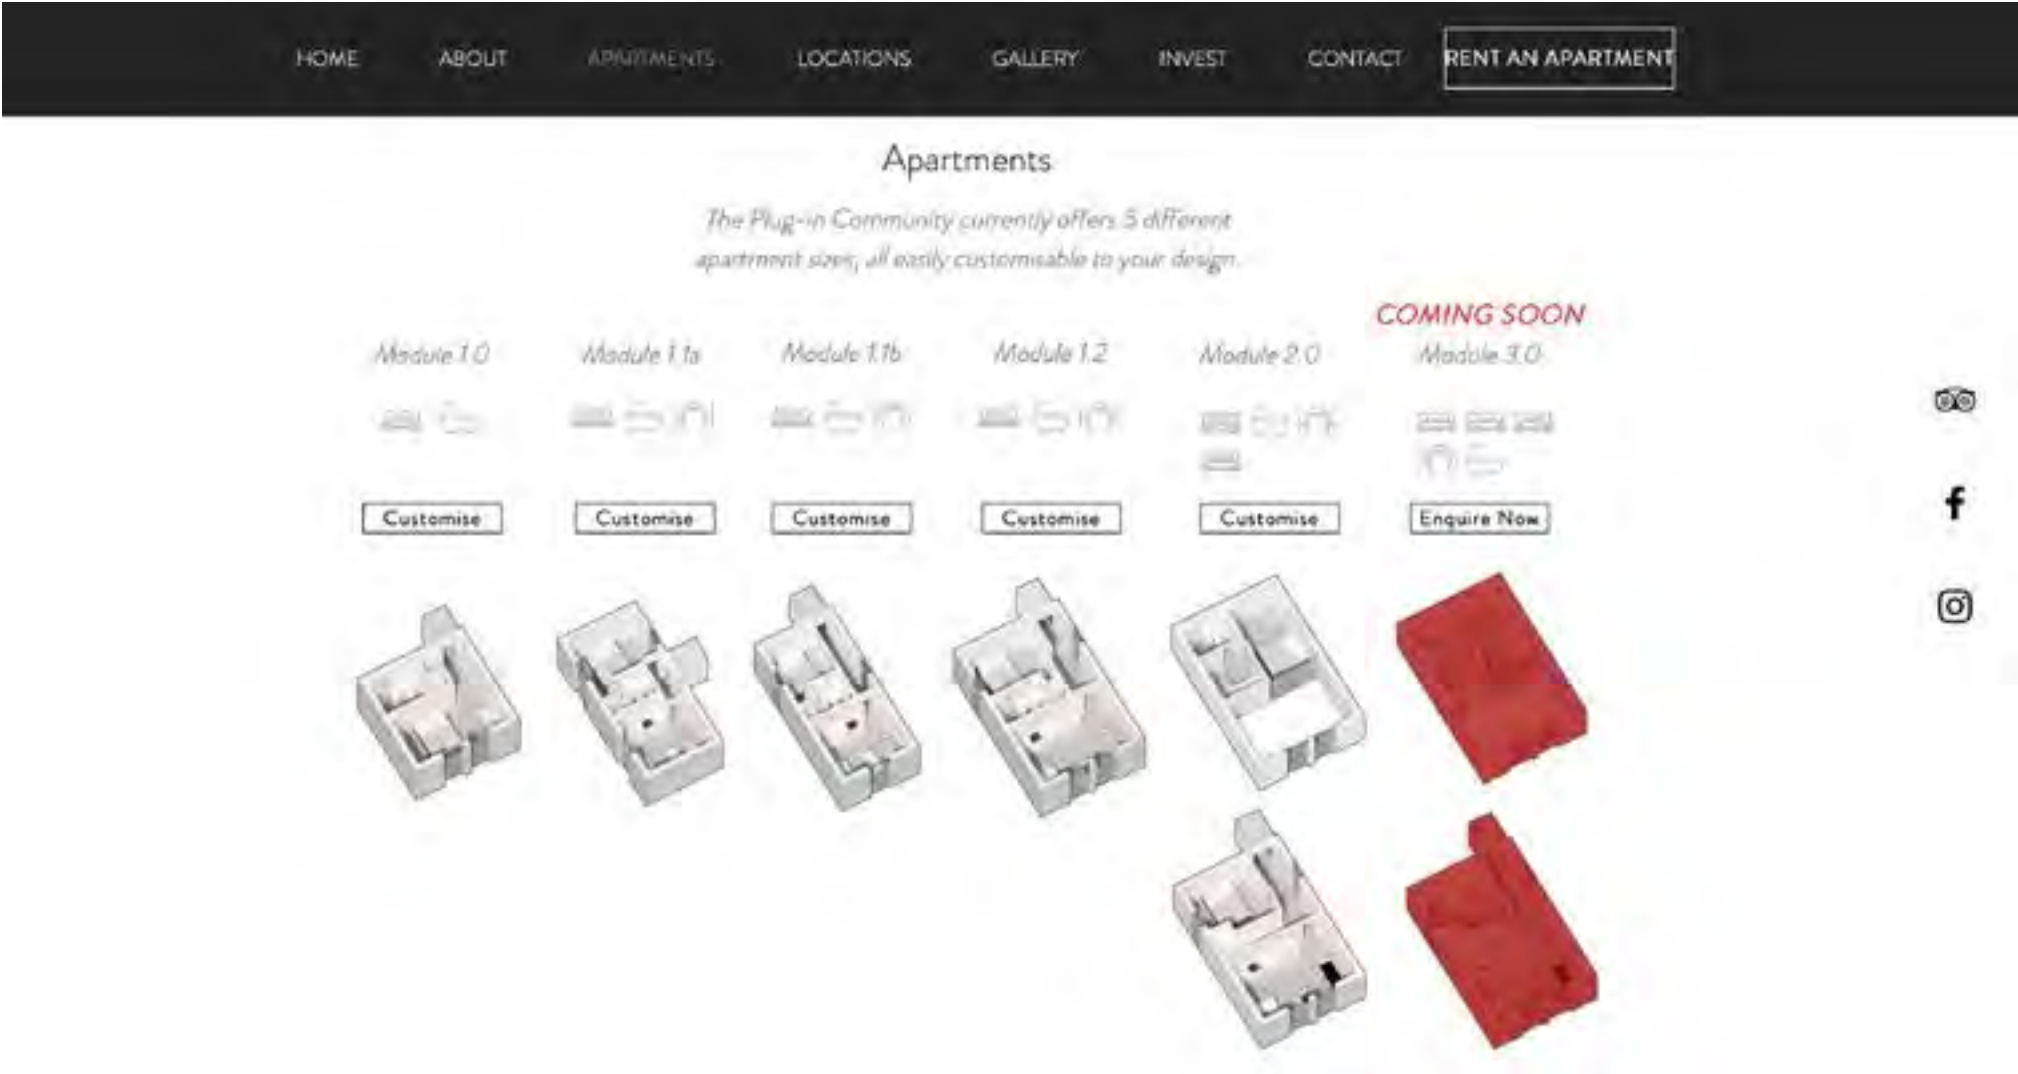 HOME ABOUT APARTMENTS LOCATIONS GALLERY INVEST CONTACT RENT AN APARTMENT
Apartments
The Plug-in Community currently offers 5 different
apartment sizes, all easily customisable to your design.
COMING SOON
Module 1.0 Module 1.1a Module 1.1b Module 1.2 Module 2.0 Module 3.0
Customise Customise Customise Customise Customise Enquire Now